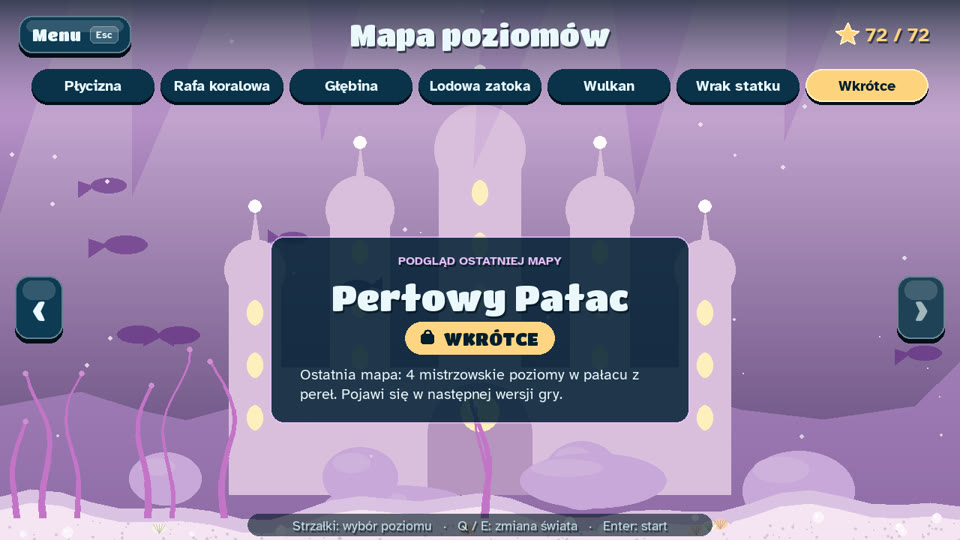 Menu Esc
Mapa poziomów
72 / 72
Płycizna
Rafa koralowa
Głębina
Lodowa zatoka
Wulkan
Wrak statku
Wkrótce
PODGLĄD OSTATNIEJ MAPY
Perłowy Pałac
WKRÓTCE
Ostatnia mapa: 4 mistrzowskie poziomy w pałacu z
pereł. Pojawi się w następnej wersji gry.
Strzałki: wybór poziomu · Q / E: zmiana świata · Enter: start